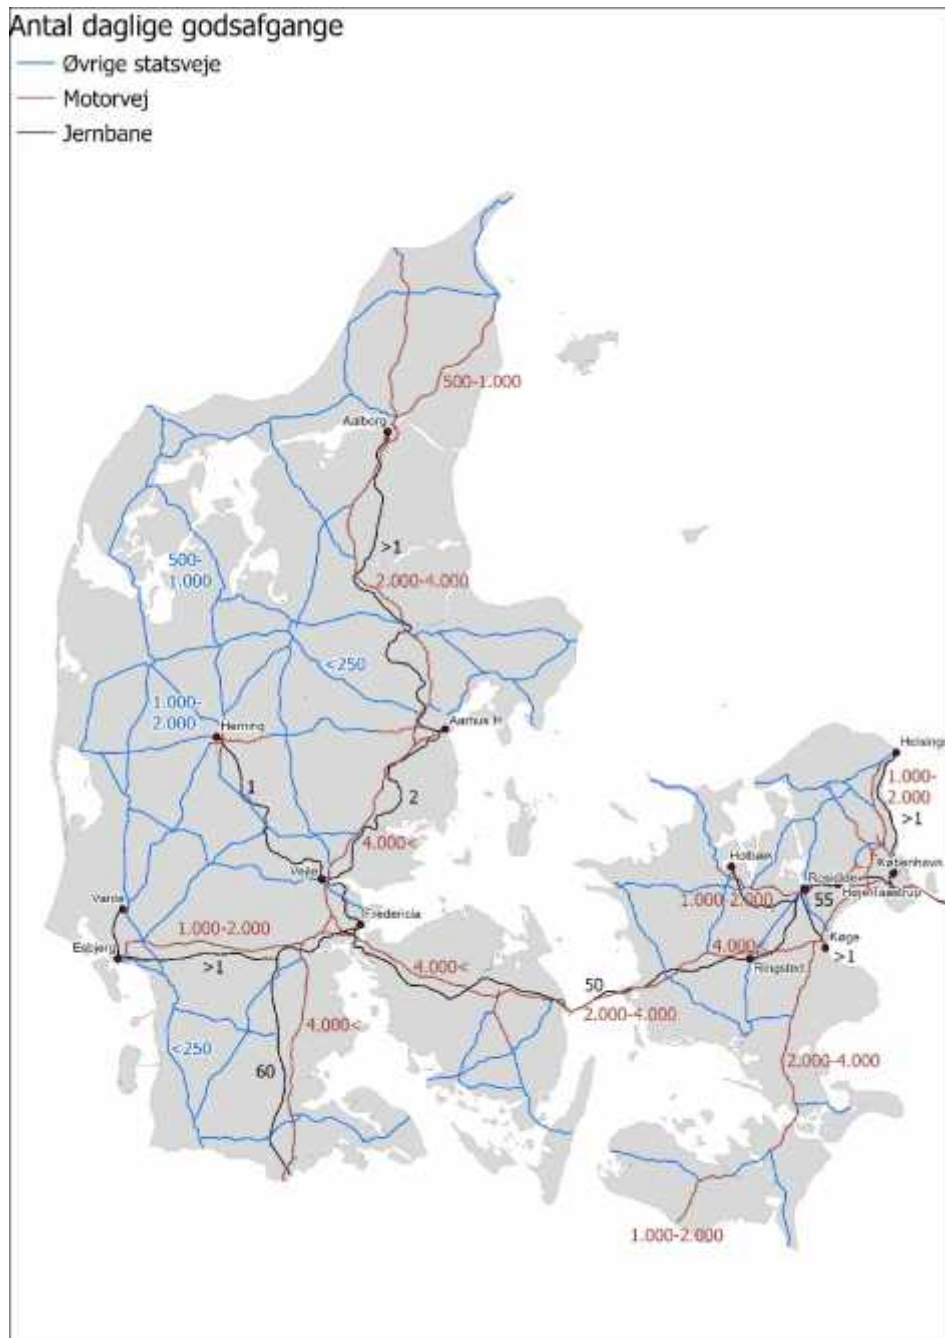 Antal daglige godsafgange
Øvrige statsveje
Motorvej
Jernbane
500-1.000
Aalborg
>1
2.000-4.000
500-
1.000
<250
1.000-
2.000
Herning
Aarhus H
Helsingø
1.000-
2.000
>1
1
2
4.000<
Vejle
Holbæk
København
Roskilde
Høje Taastrup
1.000-2.000
55
Varde
Fredericia
1.000-2.000
Esbjerg
>1
4.000<
Køge
>1
4.000<
Ringsted
50
2.000-4.000
4.000<
<250
60
2.000-4.000
1.000-2.000